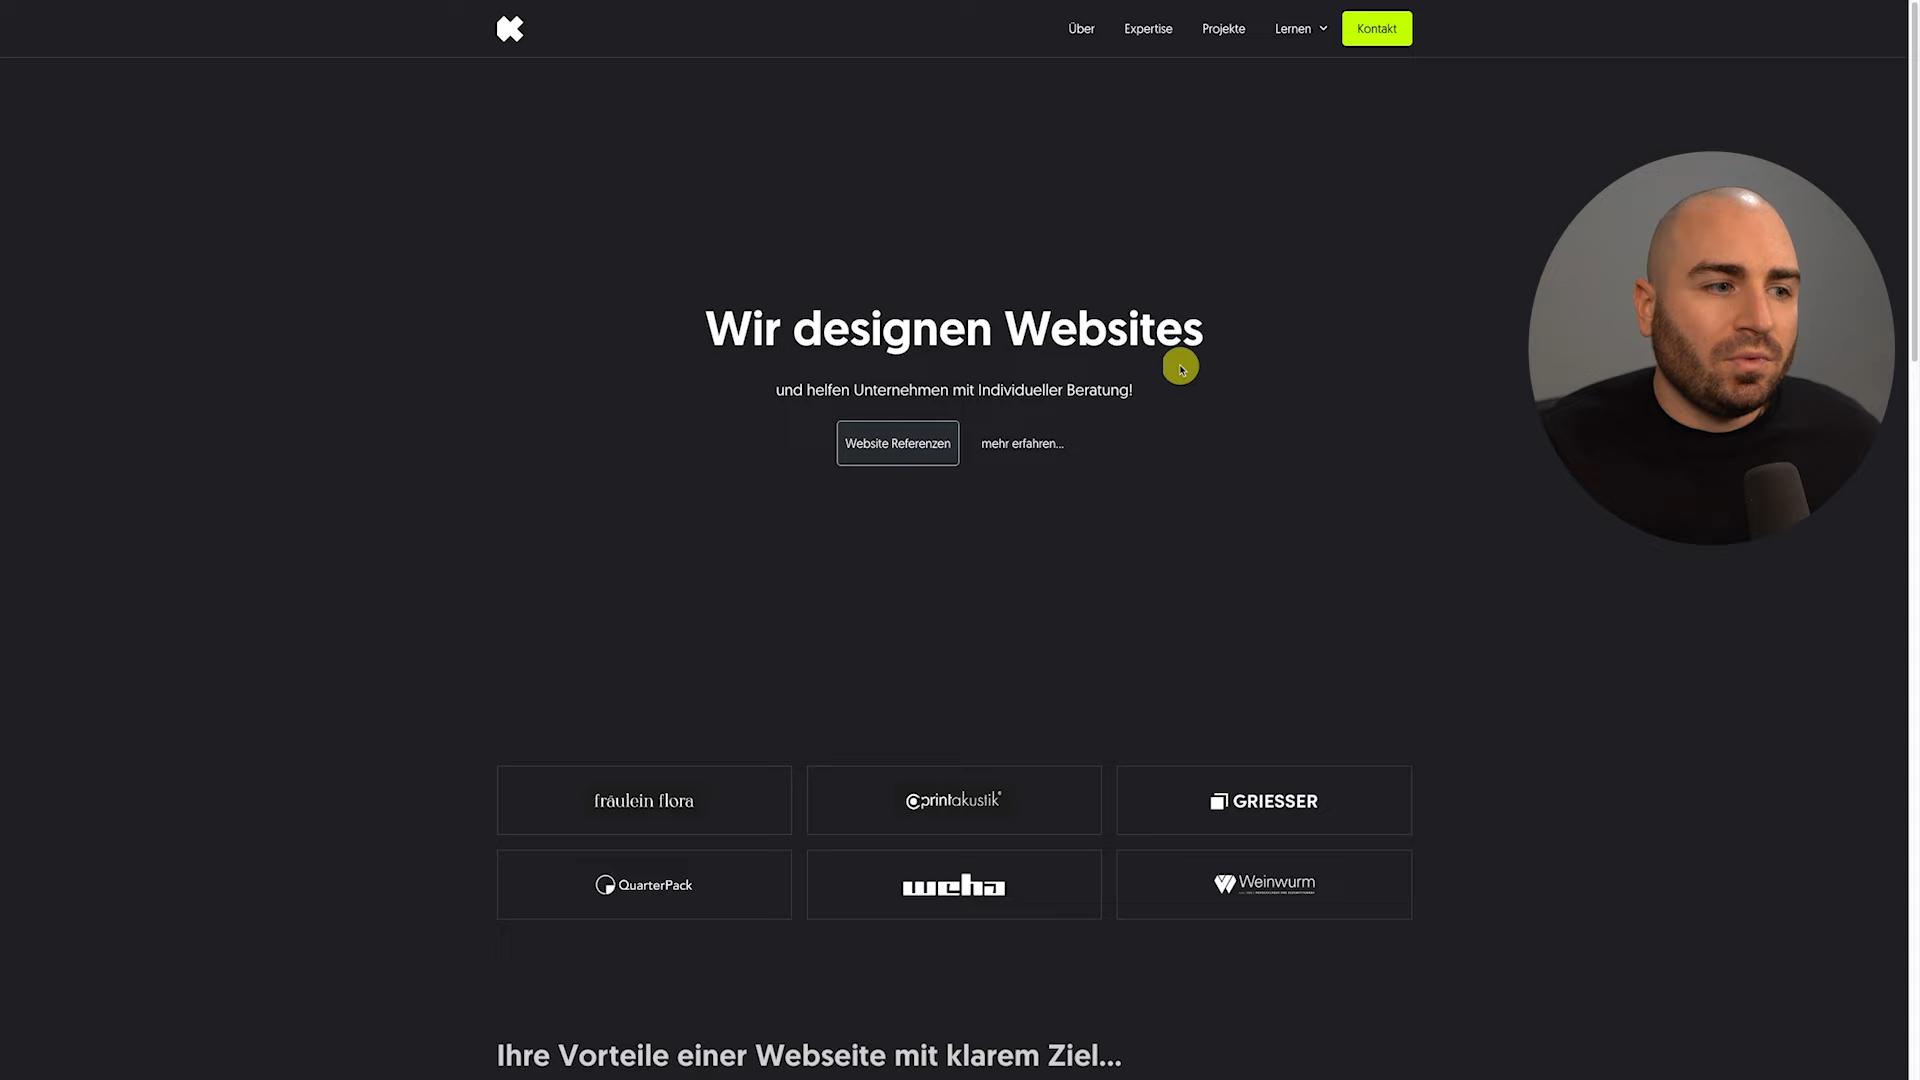 Über Expertise Projekte Lernen Kontakt
Wir designen Websites
und helfen Unternehmen mit Individueller Beratung!
Website Referenzen mehr erfahren...
fräulein flora
printakustik
GRIESSER
QuarterPack
weha
Weinwurm
Ihre Vorteile einer Webseite mit klarem Ziel...